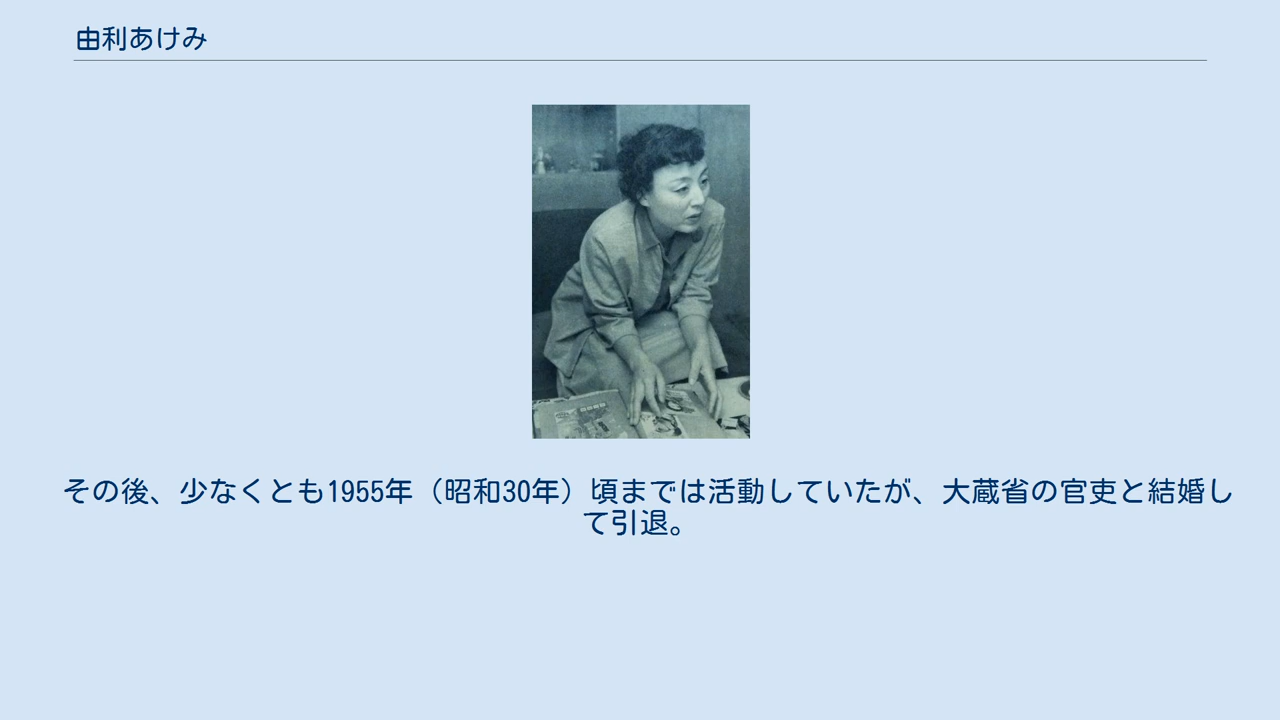 由利あけみ
その後、少なくとも1955年（昭和30年）頃までは活動していたが、大蔵省の官吏と結婚し
て引退。